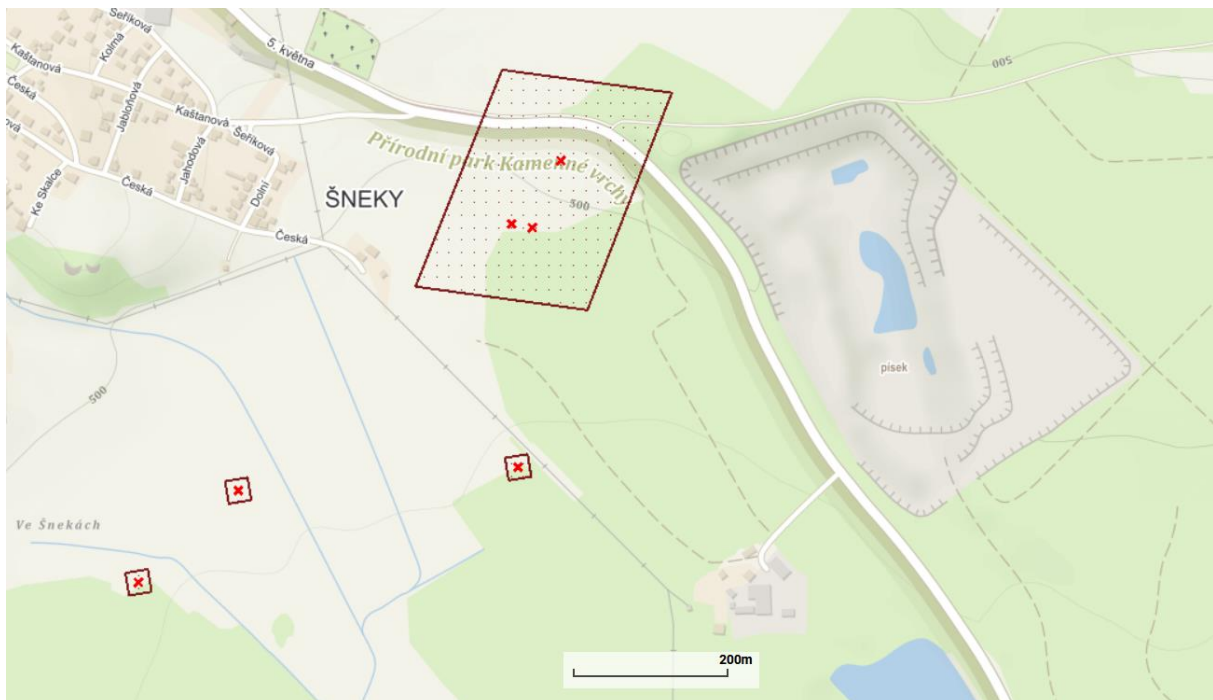 Šeříková
Kolmá
5. května
Kaštanová
Česká
Jabloňová
Kaštanová
Šeříková
Přírodní park Kamenné vrchy
Jahodová
Dolní
Ke Skalce
Česká
ŠNEKY
Česká
500
500
500
písek
Ve Šnekách
200m